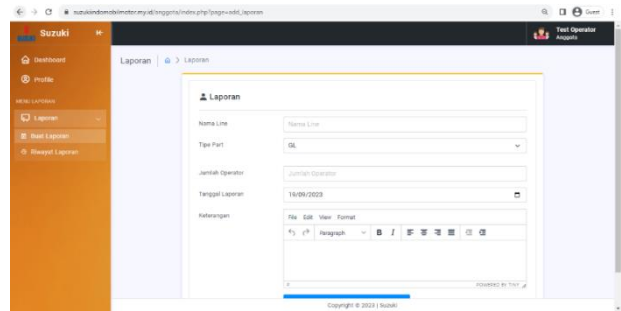 suzukiindomobilmotor.my.id/anggota/index.php?page=add_laporan
Guest
Suzuki
Test Operator
Anggota
Dashboard
Profile
MENU LAPORAN
Laporan
Buat Laporan
Riwayat Laporan
Laporan > Laporan
Laporan
Nama Line
Nama Line
Tipe Part
GL
Jumlah Operator
Jumlah Operator
Tanggal Laporan
16/09/2023
Keterangan
File Edit View Format
Paragraph B I
POWERED BY TINY
Copyright © 2023 | Suzuki